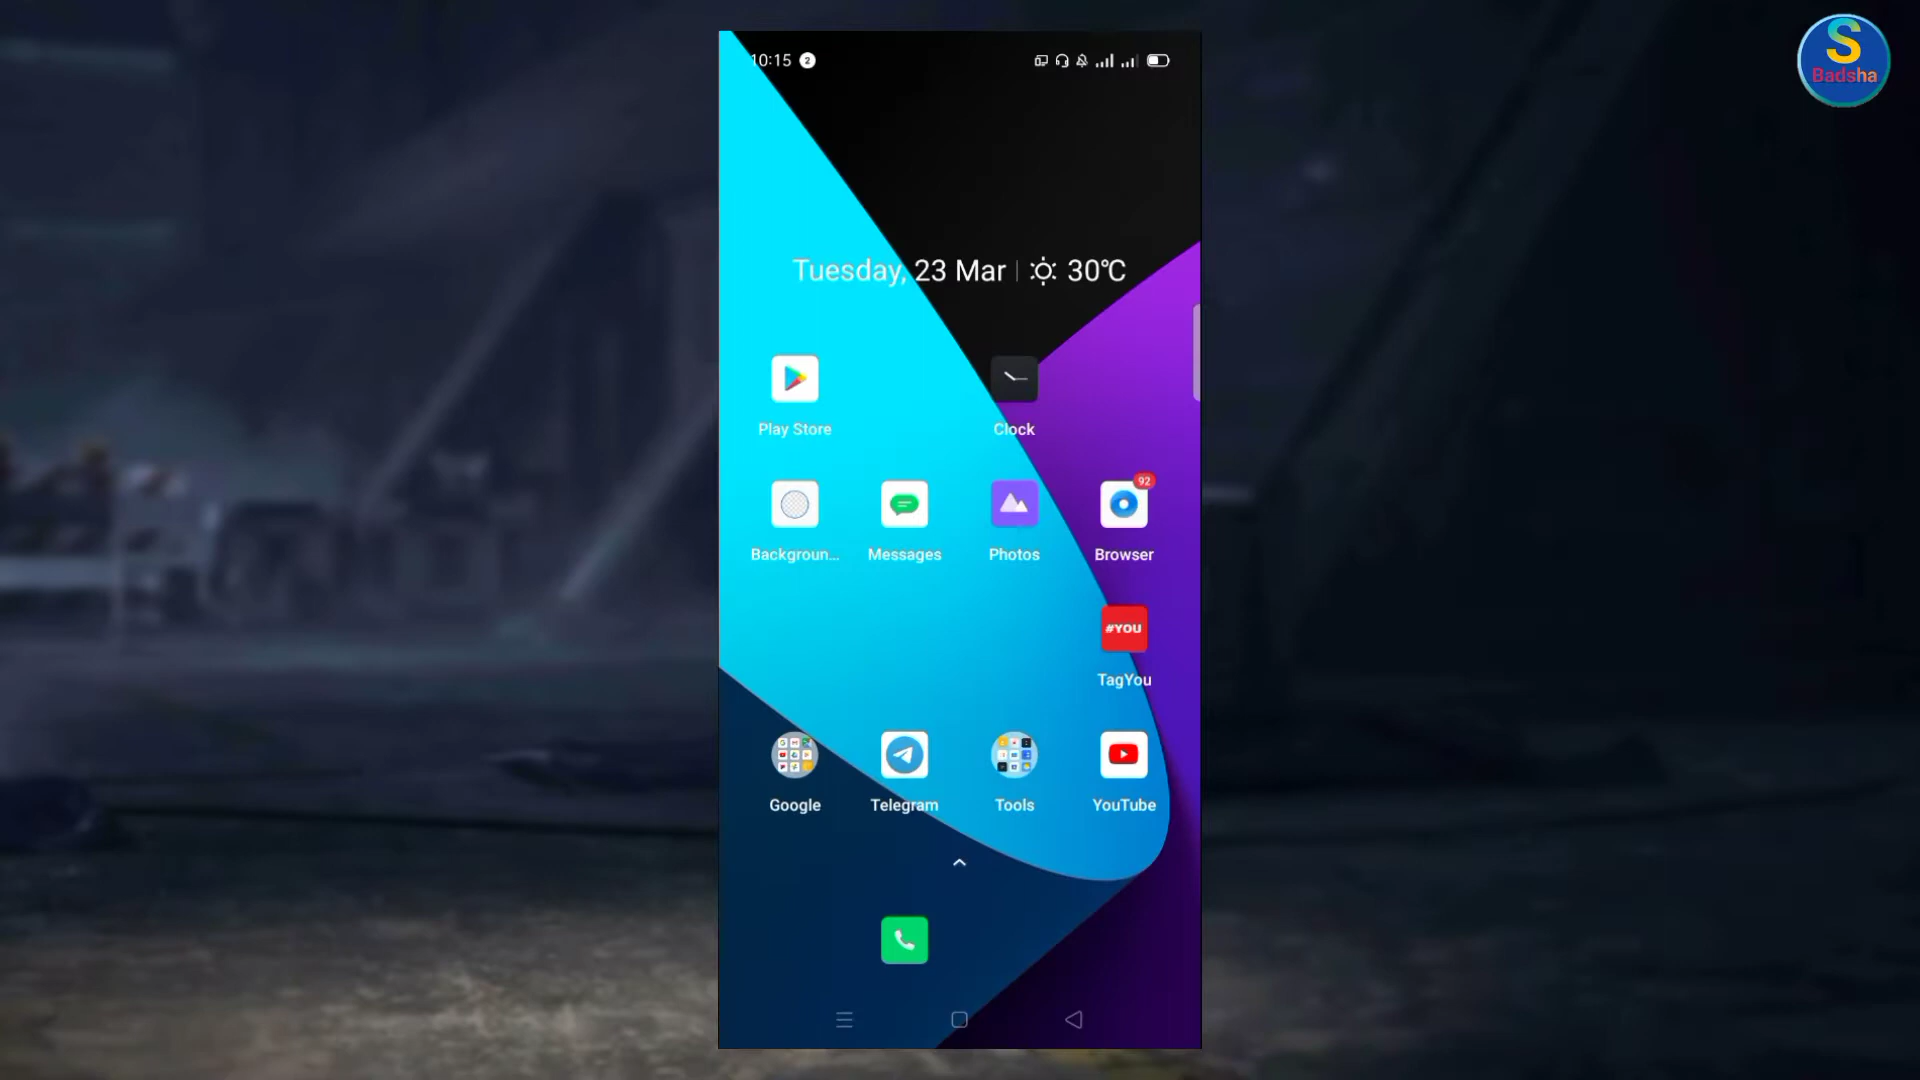 S
Badsha
10:15 2
Tuesday, 23 Mar | 30℃
Play Store
Clock
92
Backgroun...
Messages
Photos
Browser
#YOU
TagYou
Google
Telegram
Tools
YouTube